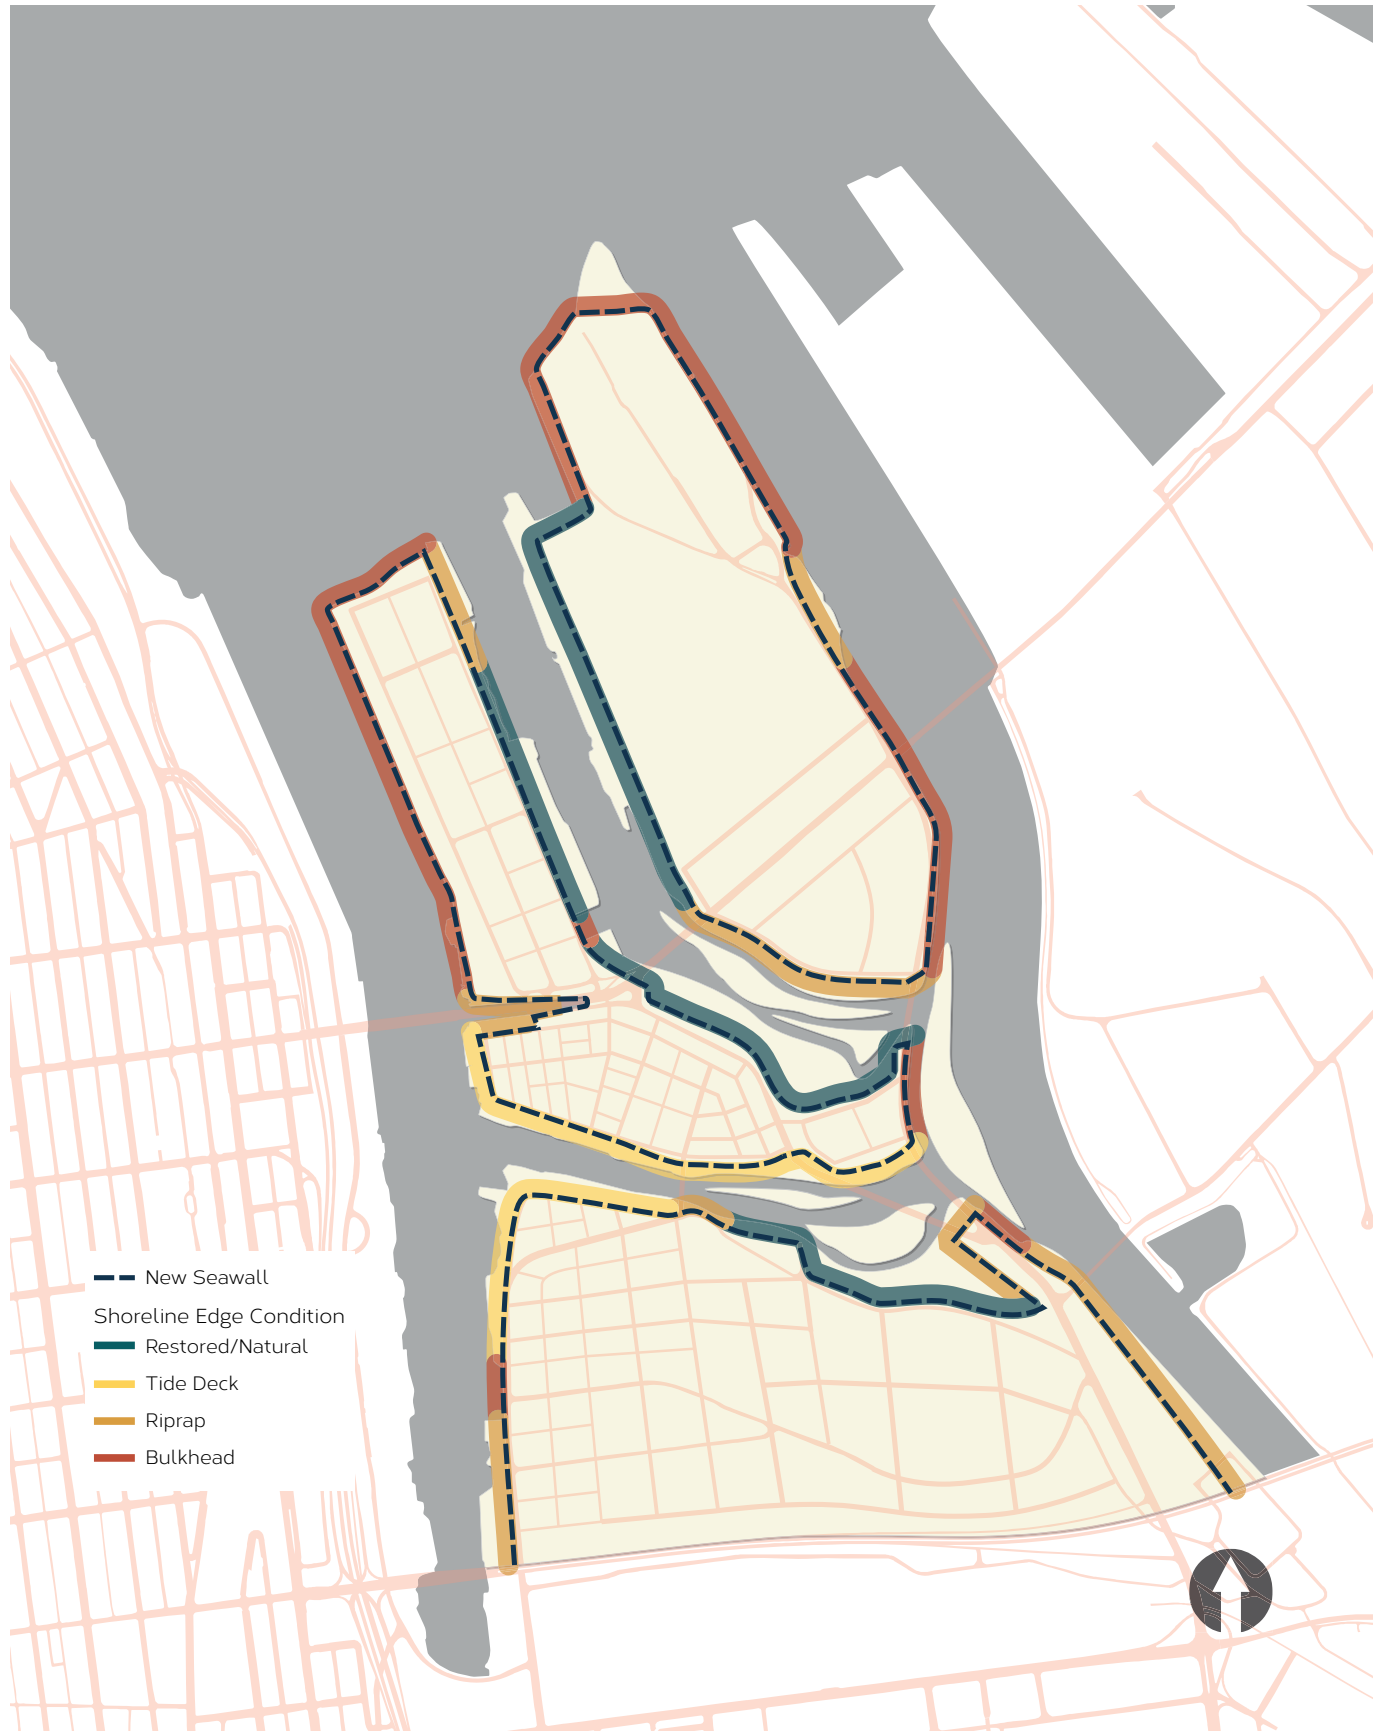 New Seawall
Shoreline Edge Condition
Restored/Natural
Tide Deck
Riprap
Bulkhead